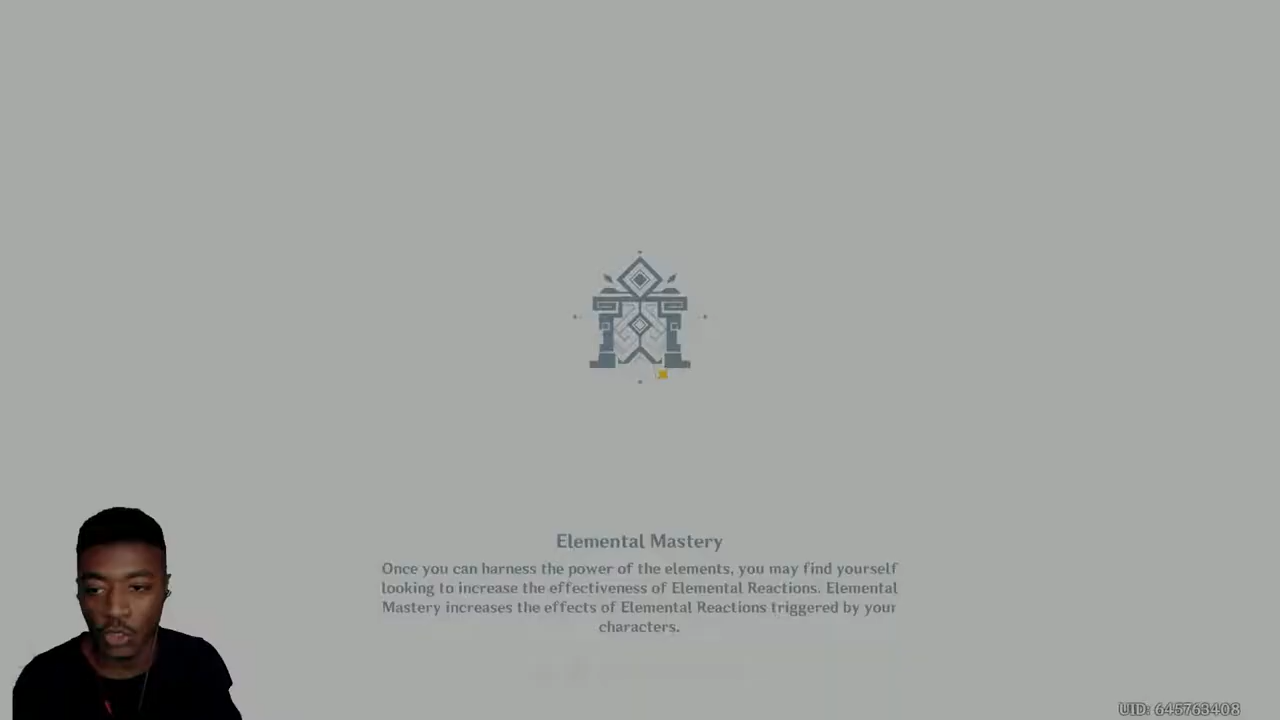 Elemental Mastery
Once you can harness the power of the elements, you may find yourself
looking to increase the effectiveness of Elemental Reactions. Elemental
Mastery increases the effects of Elemental Reactions triggered by your
characters.
UID: 645763408